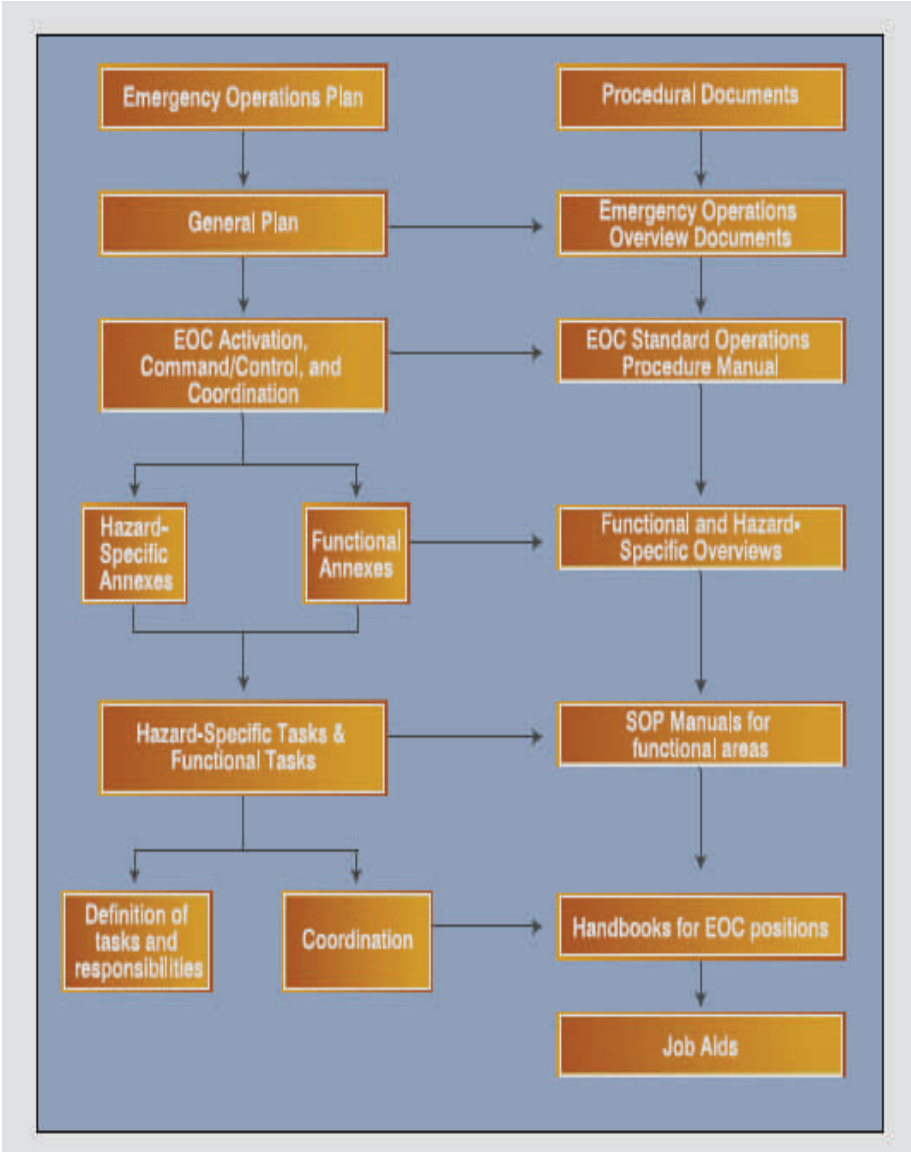 Emergency Operations Plan
Procedural Documents
General Plan
Emergency Operations
Overview Documents
EOC Activation,
Command/Control, and
Coordination
EOC Standard Operations
Procedure Manual
Hazard-
Specific
Annexes
Functional
Annexes
Functional and Hazard-
Specific Overviews
Hazard-Specific Tasks &
Functional Tasks
SOP Manuals for
functional areas
Definition of
tasks and
responsibilities
Coordination
Handbooks for EOC positions
Job Aids